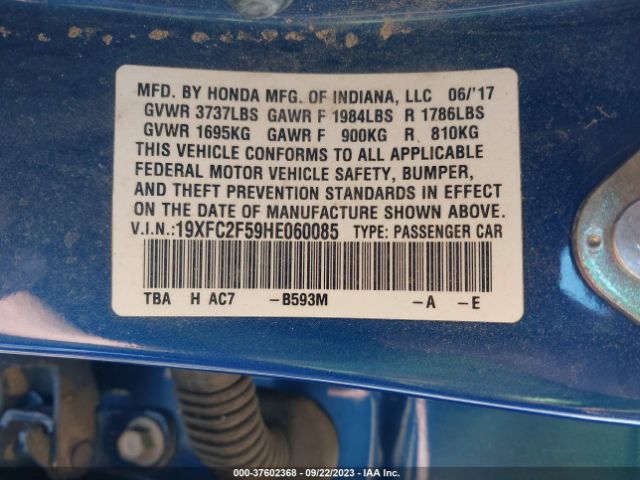 MFD. BY HONDA MFG. OF INDIANA, LLC 06/'17
GVWR 3737LBS GAWR F 1984LBS R 1786LBS
GVWR 1695KG GAWR F 900KG R 810KG
THIS VEHICLE CONFORMS TO ALL APPLICABLE
FEDERAL MOTOR VEHICLE SAFETY, BUMPER,
AND THEFT PREVENTION STANDARDS IN EFFECT
ON THE DATE OF MANUFACTURE SHOWN ABOVE.
V.I.N.:19XFC2F59HE060085 TYPE: PASSENGER CAR
TBA H AC7 -B593M -A -E
000-37602368 - 09/22/2023 - IAA Inc.